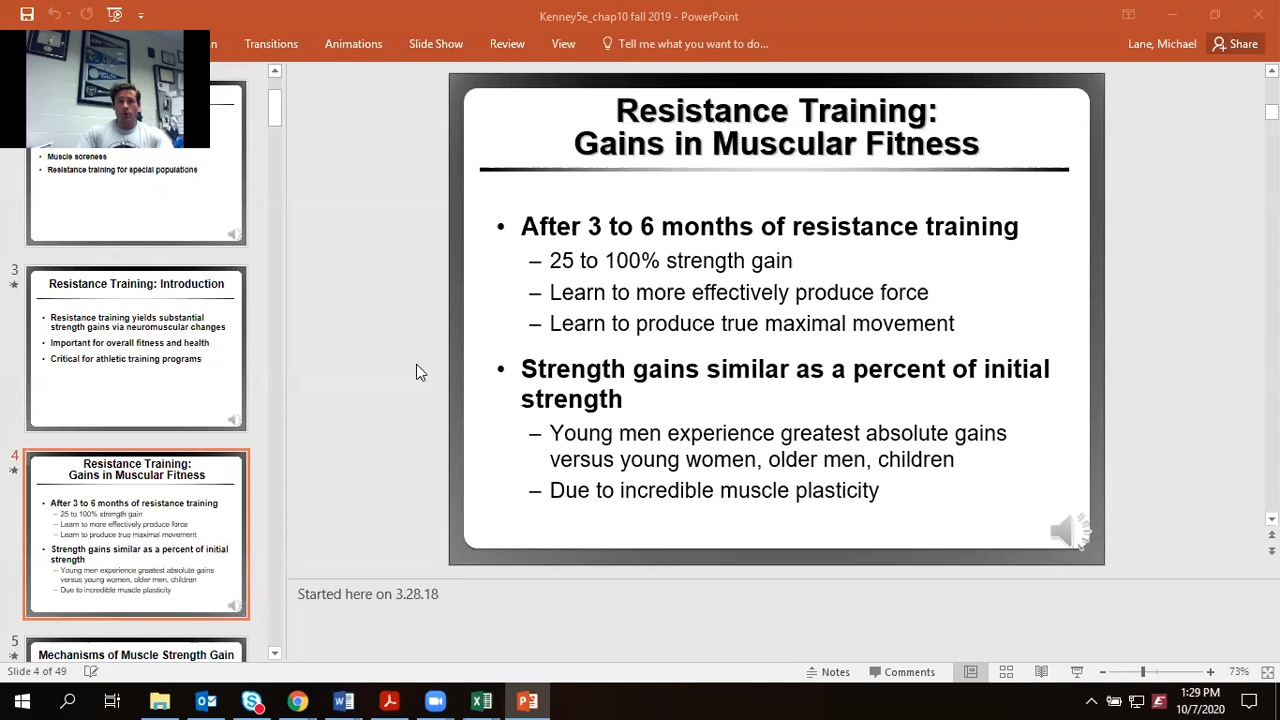 Kenney5e_chap10 fall 2019 - PowerPoint
Transitions Animations Slide Show Review View Tell me what you want to do... Lane, Michael Share
• Muscle soreness
• Resistance training for special populations
3
Resistance Training: Introduction
• Resistance training yields substantial
strength gains via neuromuscular changes
• Important for overall fitness and health
• Critical for athletic training programs
4
Resistance Training:
Gains in Muscular Fitness
• After 3 to 6 months of resistance training
– 25 to 100% strength gain
– Learn to more effectively produce force
– Learn to produce true maximal movement
• Strength gains similar as a percent of initial
strength
– Young men experience greatest absolute gains
versus young women, older men, children
– Due to incredible muscle plasticity
5
Mechanisms of Muscle Strength Gain
Resistance Training:
Gains in Muscular Fitness
• After 3 to 6 months of resistance training
– 25 to 100% strength gain
– Learn to more effectively produce force
– Learn to produce true maximal movement
• Strength gains similar as a percent of initial
strength
– Young men experience greatest absolute gains
versus young women, older men, children
– Due to incredible muscle plasticity
Started here on 3.28.18
Slide 4 of 49 Notes Comments 73%
1:29 PM
10/7/2020